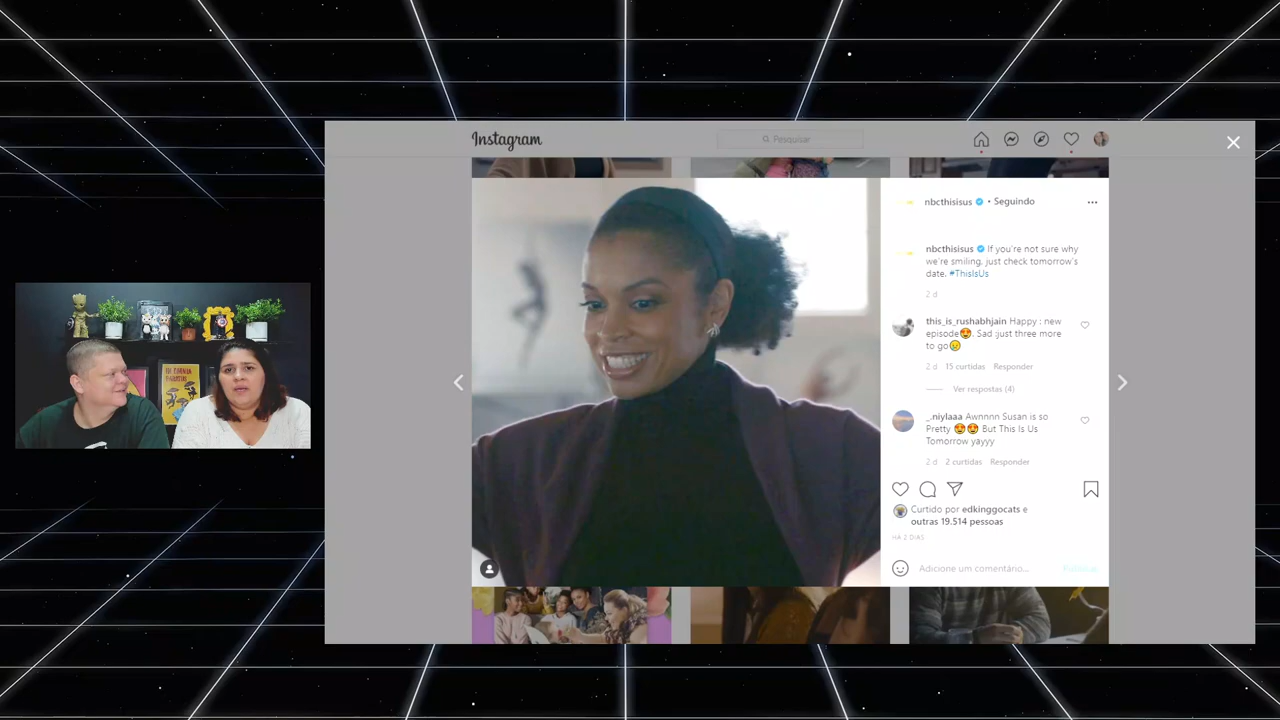 Instagram
Pesquisar
nbcthisisus • Seguindo
nbcthisisus If you're not sure why
we're smiling, just check tomorrow's
date. #ThisIsUs
2 d
this_is_rushabhjain Happy : new
episode😍. Sad :just three more
to go😥
2 d 15 curtidas Responder
Ver respostas (4)
_.niylaaa Awnnnn Susan is so
Pretty 😍😍 But This Is Us
Tomorrow yayyy
2 d 2 curtidas Responder
Curtido por edkinggocats e
outras 19.514 pessoas
HÁ 2 DIAS
Adicione um comentário...
Publicar